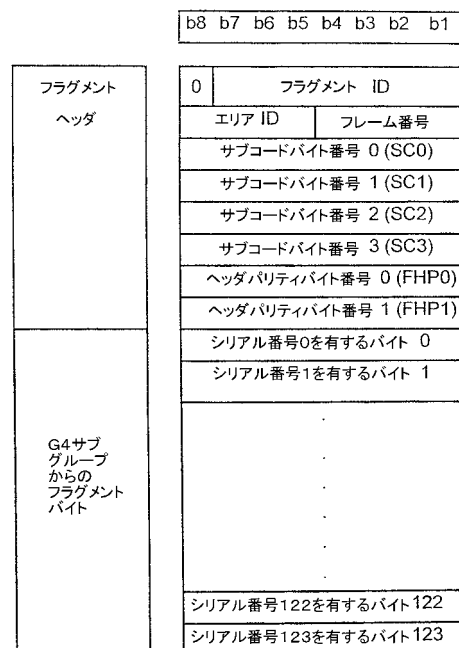 b8 b7 b6 b5 b4 b3 b2 b1
フラグメント
ヘッダ
0 フラグメント ID
エリア ID フレーム番号
サブコードバイト番号 0 (SC0)
サブコードバイト番号 1 (SC1)
サブコードバイト番号 2 (SC2)
サブコードバイト番号 3 (SC3)
ヘッダパリティバイト番号 0 (FHP0)
ヘッダパリティバイト番号 1 (FHP1)
シリアル番号0を有するバイト 0
シリアル番号1を有するバイト 1
G4サブ
グループ
からの
フラグメント
バイト
シリアル番号122を有するバイト122
シリアル番号123を有するバイト123